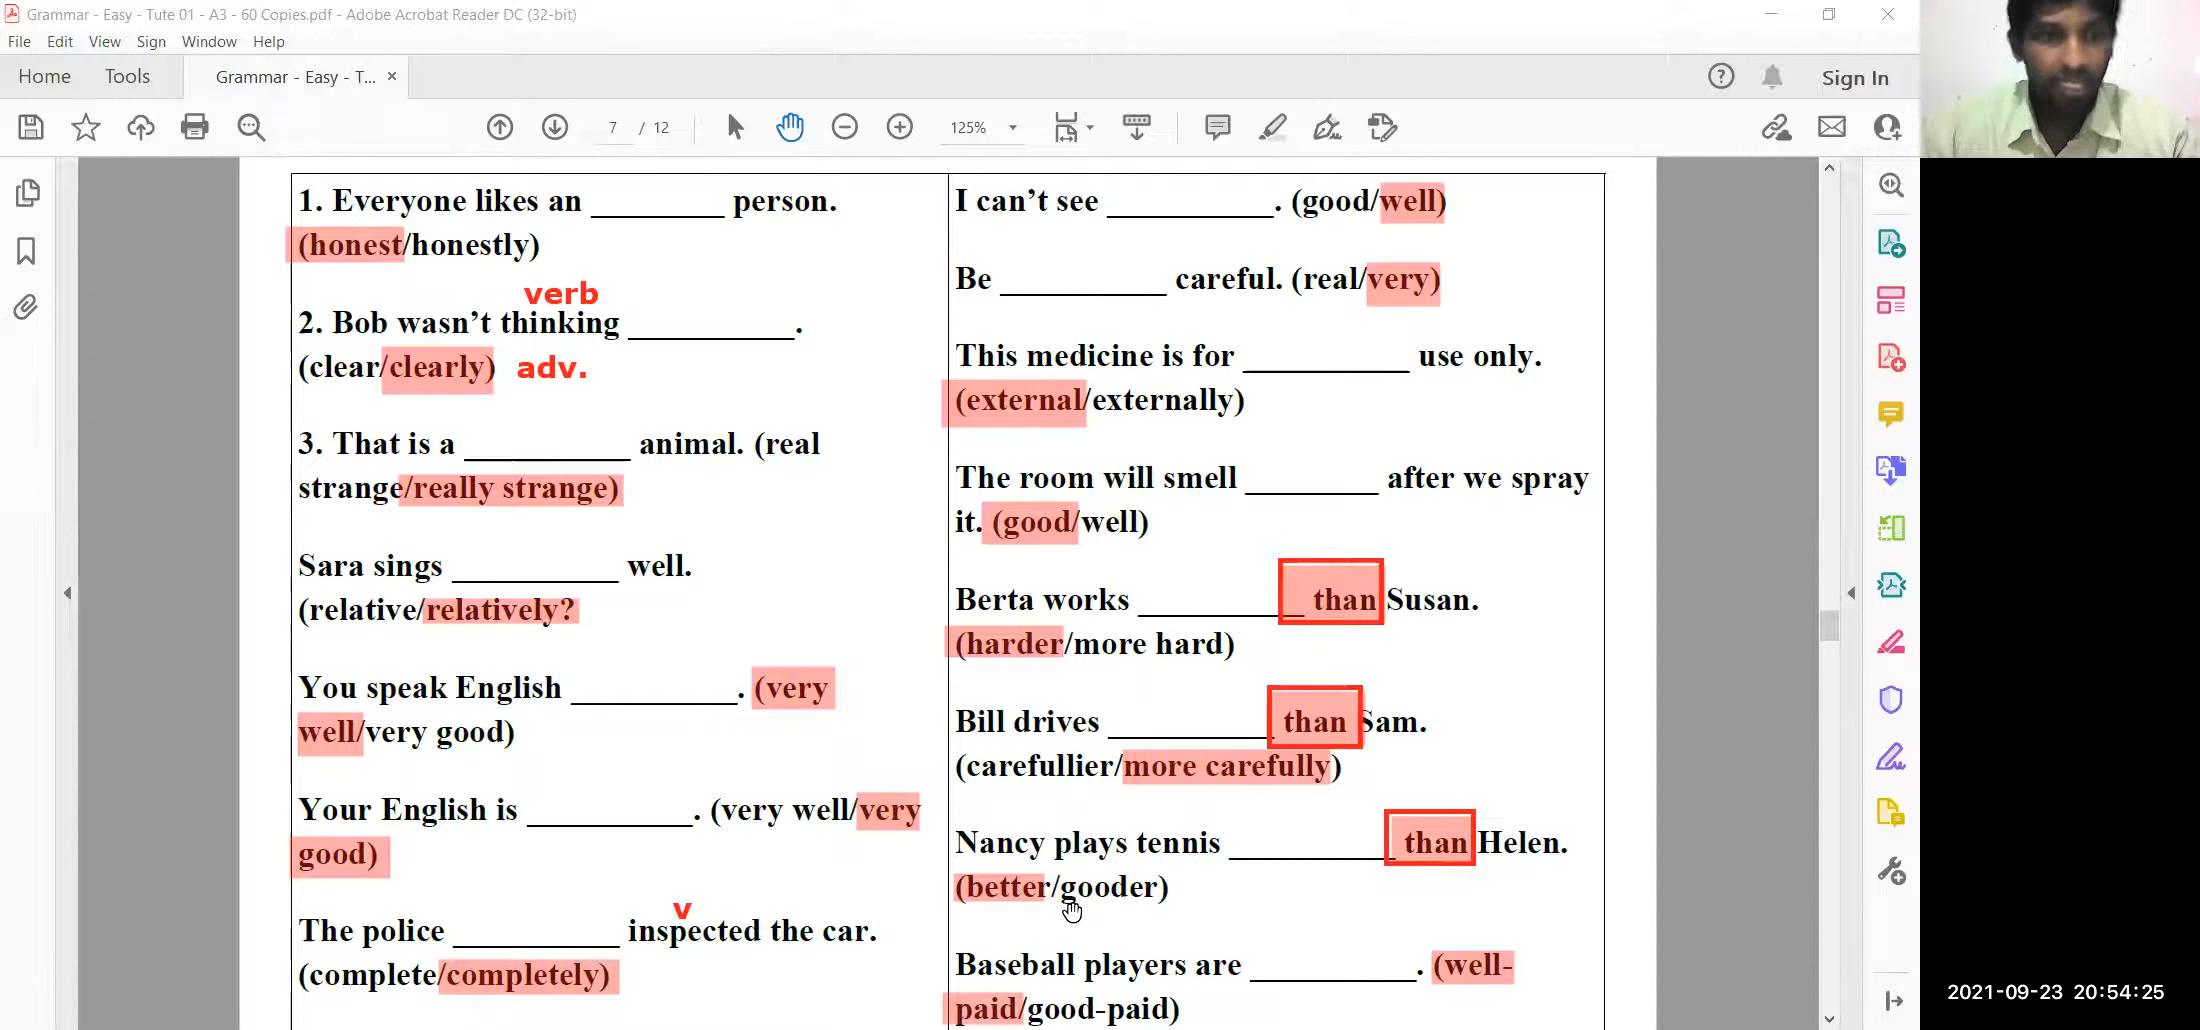 Grammar - Easy - Tute 01 - A3 - 60 Copies.pdf - Adobe Acrobat Reader DC (32-bit)
File Edit View Sign Window Help
Home Tools Grammar - Easy - T... × Sign In
7 / 12 125%
1. Everyone likes an ________ person.
(honest/honestly)
verb
2. Bob wasn’t thinking __________.
(clear/clearly) adv.
3. That is a __________ animal. (real
strange/really strange)
Sara sings __________ well.
(relative/relatively?
You speak English __________. (very
well/very good)
Your English is __________. (very well/very
good)
v
The police __________ inspected the car.
(complete/completely)
I can’t see __________. (good/well)
Be __________ careful. (real/very)
This medicine is for __________ use only.
(external/externally)
The room will smell ________ after we spray
it. (good/well)
Berta works __________ than Susan.
(harder/more hard)
Bill drives __________ than Sam.
(carefullier/more carefully)
Nancy plays tennis __________ than Helen.
(better/gooder)
Baseball players are __________. (well-
paid/good-paid)
2021-09-23 20:54:25